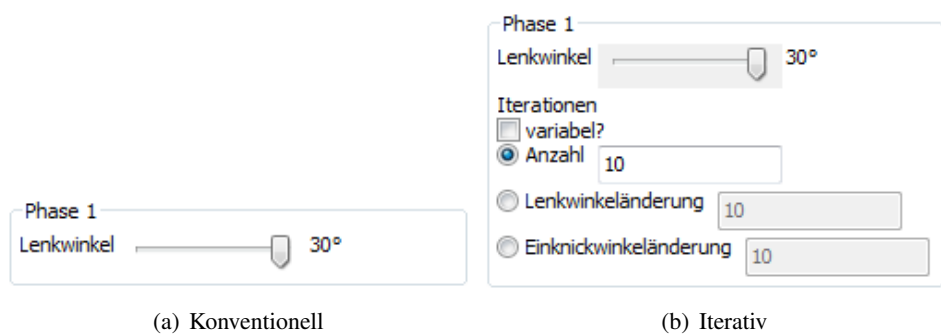 Phase 1
Lenkwinkel 30°
(a) Konventionell
Phase 1
Lenkwinkel 30°
Iterationen
variabel?
Anzahl 10
Lenkwinkeländerung 10
Einknickwinkeländerung 10
(b) Iterativ